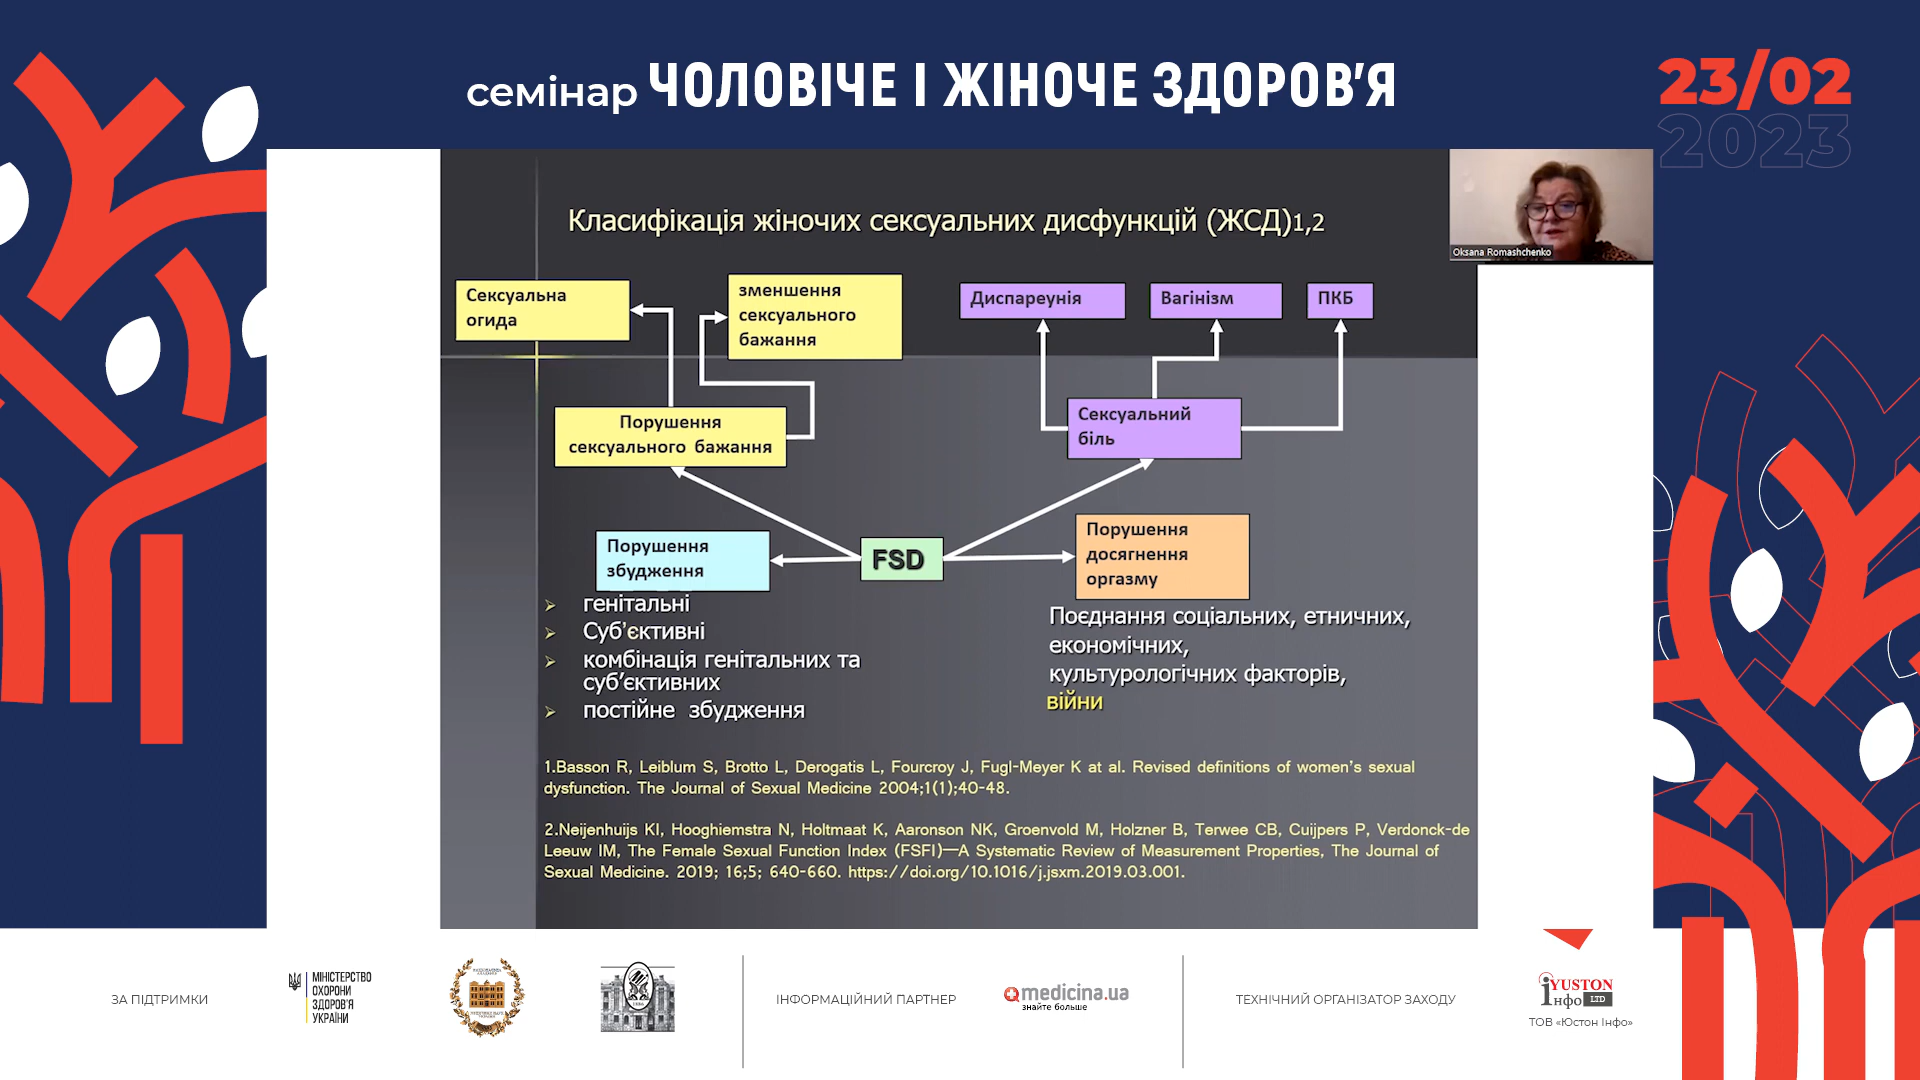 семінар ЧОЛОВІЧЕ І ЖІНОЧЕ ЗДОРОВ'Я
23/02
2023
Oksana Romashchenko
Класифікація жіночих сексуальних дисфункцій (ЖСД)1,2
Сексуальна
огида
зменшення
сексуального
бажання
Диспареунія
Вагінізм
ПКБ
Порушення
сексуального бажання
Сексуальний
біль
Порушення
збудження
FSD
Порушення
досягнення
оргазму
генітальні
Суб'єктивні
комбінація генітальних та
суб'єктивних
постійне збудження
Поєднання соціальних, етничних,
економічних,
культурологічних факторів,
війни
1.Basson R, Leiblum S, Brotto L, Derogatis L, Fourcroy J, Fugl-Meyer K at al. Revised definitions of women's sexual
dysfunction. The Journal of Sexual Medicine 2004;1(1);40-48.
2.Neijenhuijs KI, Hooghiemstra N, Holtmaat K, Aaronson NK, Groenvold M, Holzner B, Terwee CB, Cuijpers P, Verdonck-de
Leeuw IM, The Female Sexual Function Index (FSFI)—A Systematic Review of Measurement Properties, The Journal of
Sexual Medicine. 2019; 16;5; 640-660. https://doi.org/10.1016/j.jsxm.2019.03.001.
ЗА ПІДТРИМКИ
МІНІСТЕРСТВО
ОХОРОНИ
ЗДОРОВ'Я
УКРАЇНИ
ІНФОРМАЦІЙНИЙ ПАРТНЕР
medicina.ua
знайте больше
ТЕХНІЧНИЙ ОРГАНІЗАТОР ЗАХОДУ
iYUSTON
Інфо LTD
ТОВ «Юстон Інфо»